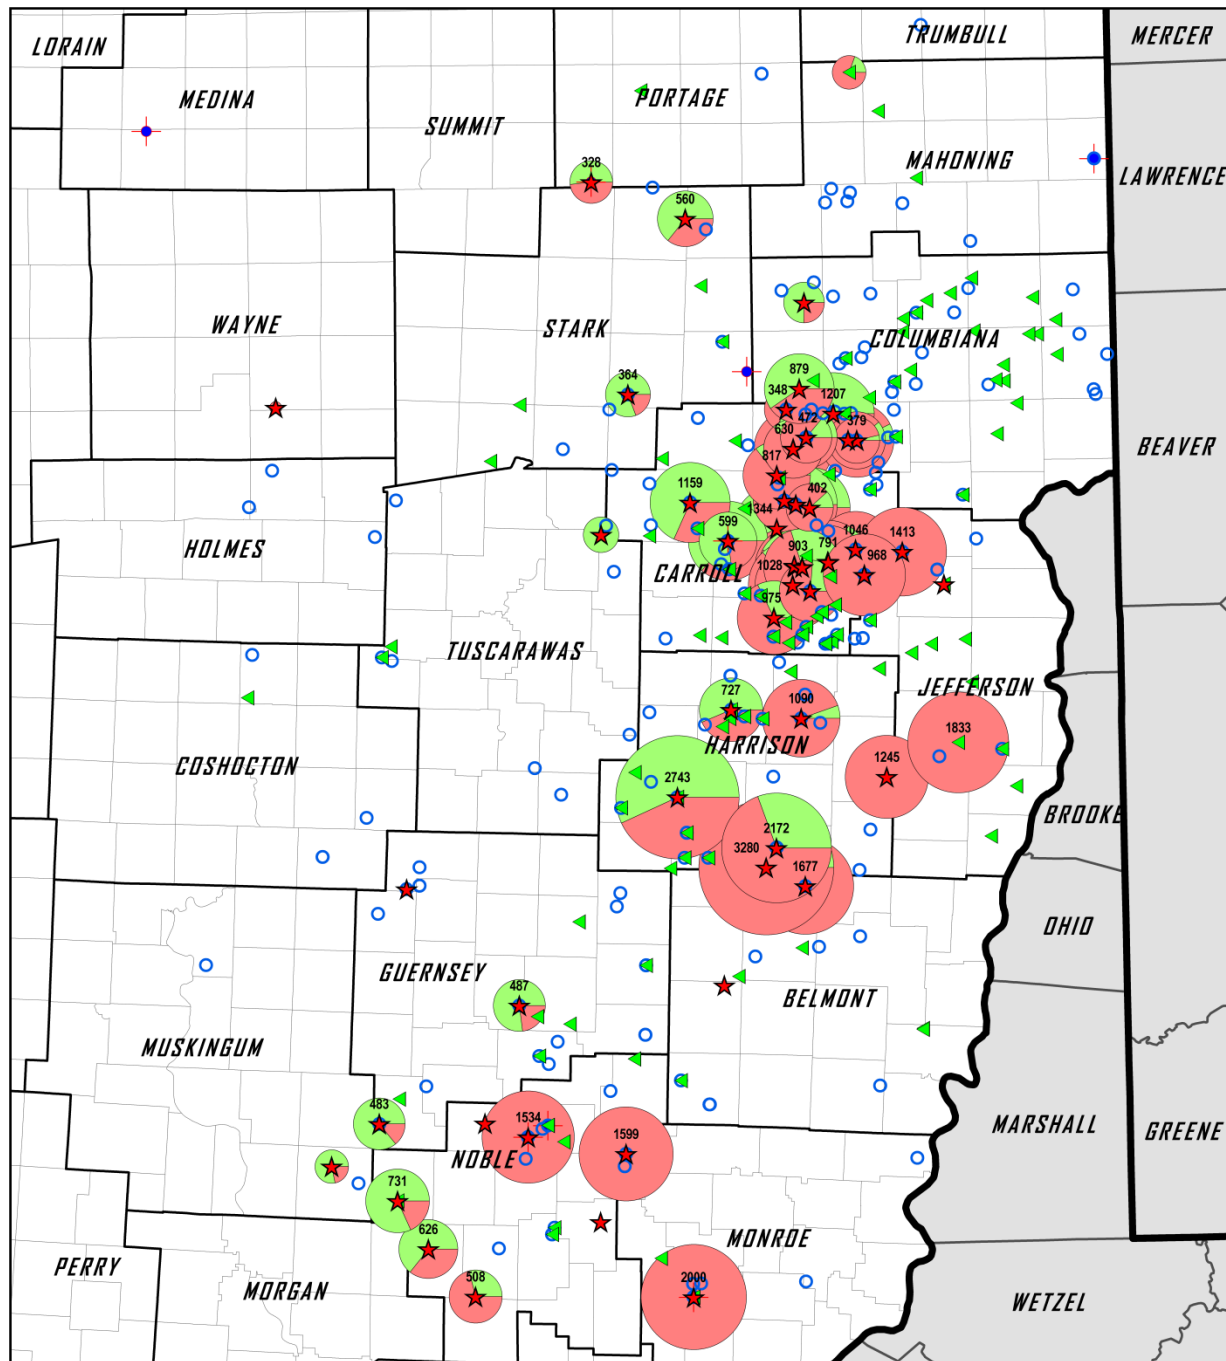 LORAIN
TRUMBULL
MERCER
MEDINA
PORTAGE
SUMMIT
MAHONING
LAWRENCE
328
560
WAYNE
STARK
COLUMBIANA
879
364
348
1207
630
472
379
BEAVER
817
1159
402
1344
HOLMES
599
1046
1413
903
791
968
1028
CARROLL
975
TUSCARAWAS
JEFFERSON
727
1090
1833
HARRISON
COSHOCTON
1245
2743
BROOKE
2172
3280
1677
OHIO
GUERNSEY
487
BELMONT
MUSKINGUM
483
1534
1599
MARSHALL
GREENE
NOBLE
731
626
MONROE
PERRY
508
2000
MORGAN
WETZEL